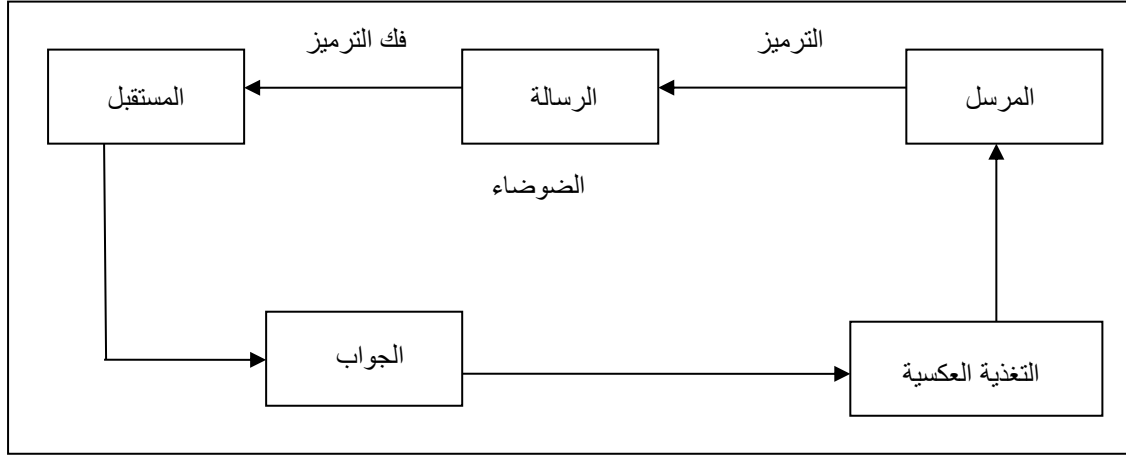 الترميز
فك الترميز
المرسل
الرسالة
المستقبل
الضوضاء
الجواب
التغذية العكسية